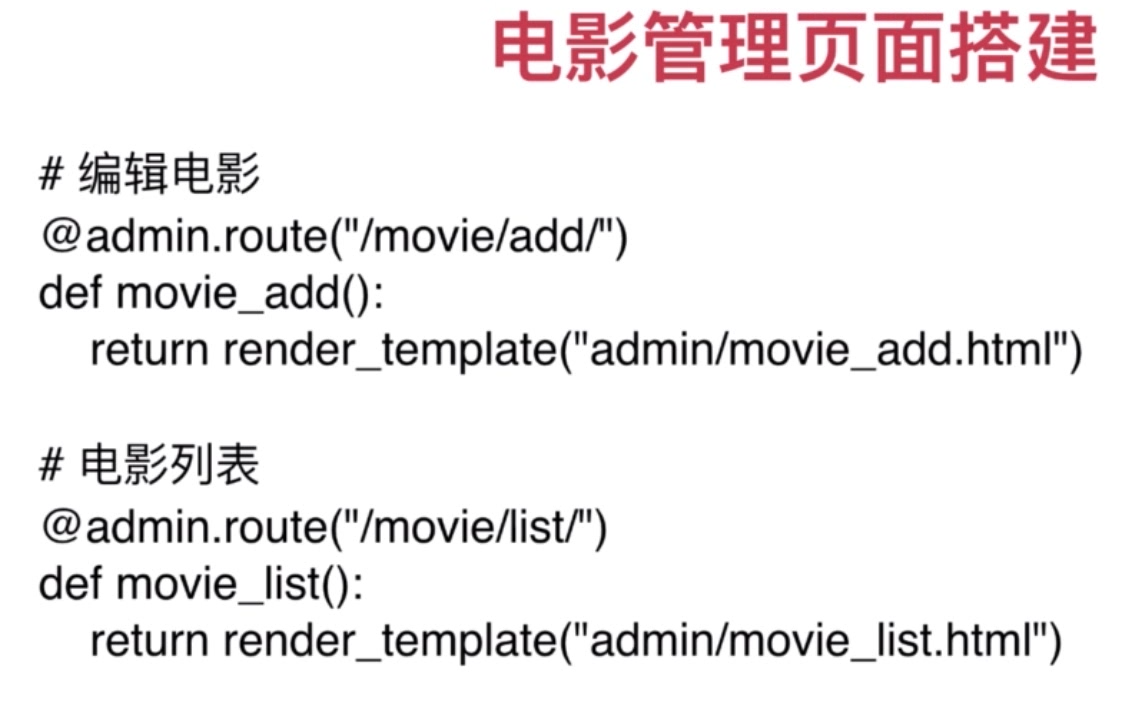 电影管理页面搭建
# 编辑电影
@admin.route("/movie/add/")
def movie_add():
return render_template("admin/movie_add.html")
# 电影列表
@admin.route("/movie/list/")
def movie_list():
return render_template("admin/movie_list.html")